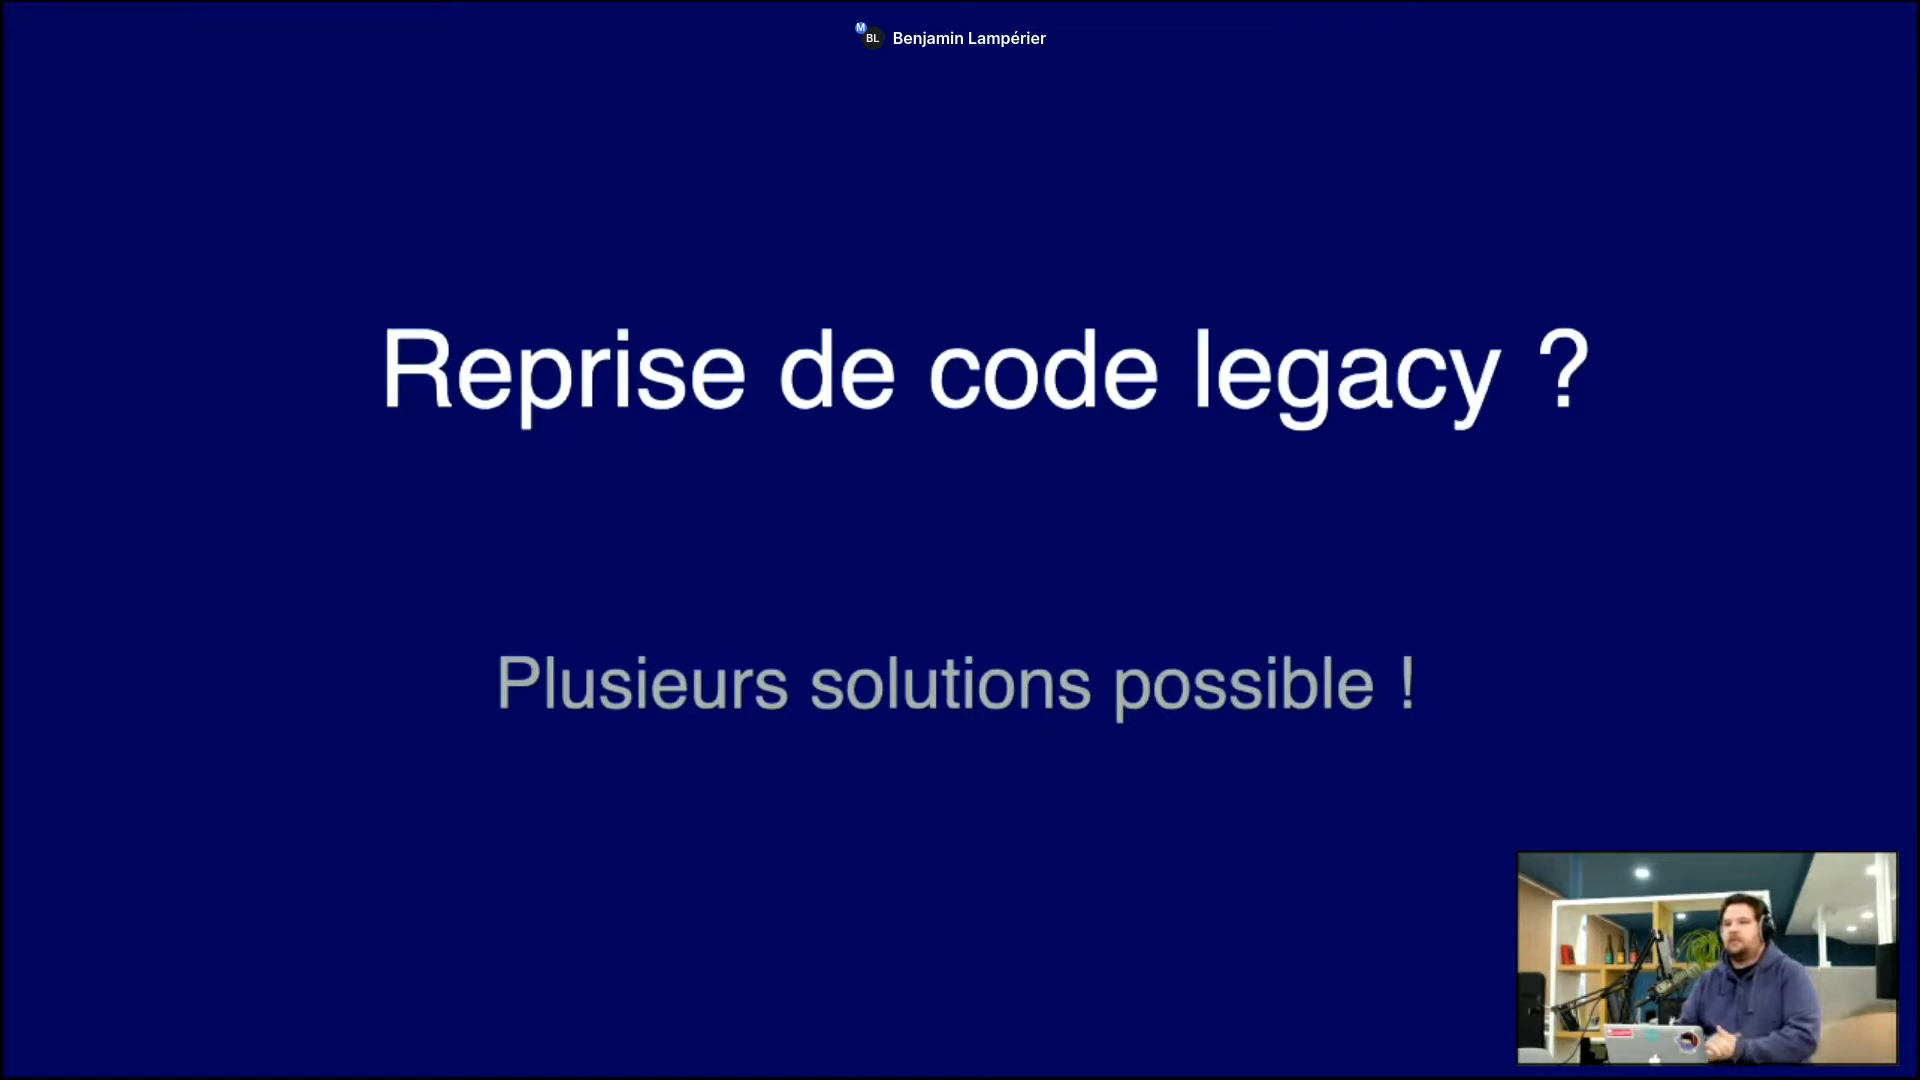 M
BL Benjamin Lampérier
Reprise de code legacy ?
Plusieurs solutions possible !